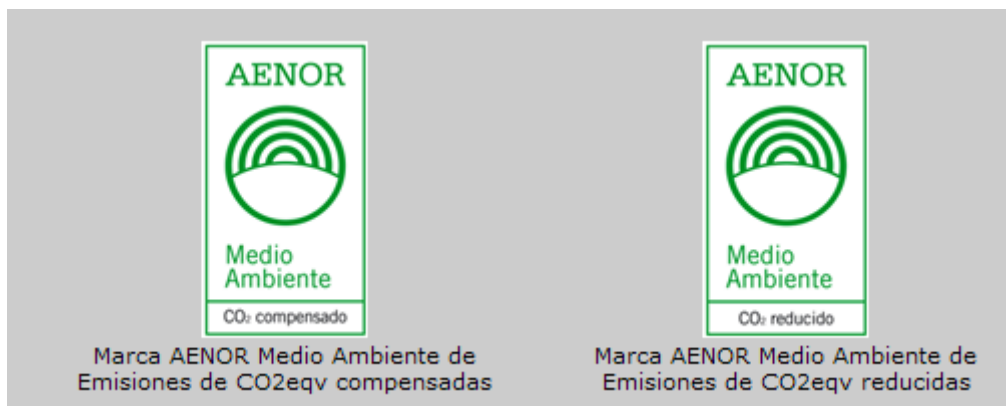 AENOR
Medio
Ambiente
CO₂ compensado
Marca AENOR Medio Ambiente de
Emisiones de CO2eqv compensadas
AENOR
Medio
Ambiente
CO₂ reducido
Marca AENOR Medio Ambiente de
Emisiones de CO2eqv reducidas